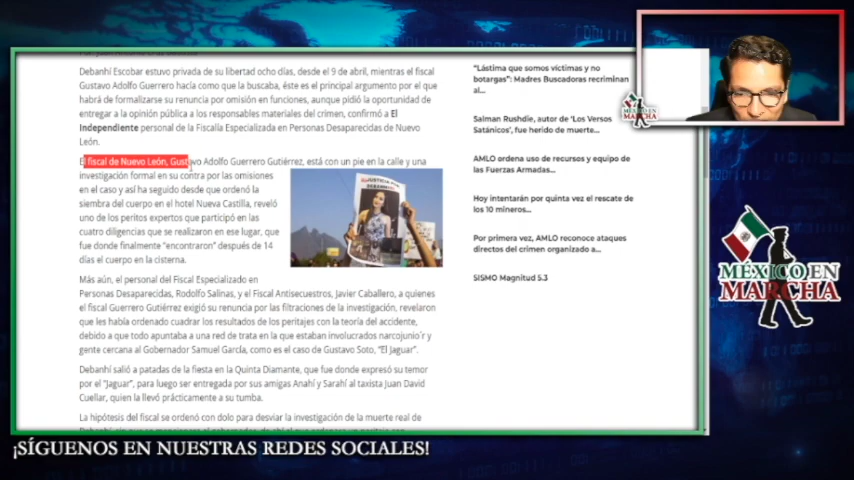 Debanhí Escobar estuvo privada de su libertad ocho días, desde el 9 de abril, mientras el fiscal
Gustavo Adolfo Guerrero hacía como que la buscaba, éste es el principal argumento por el que
habrá de formalizarse su renuncia por omisión en funciones, aunque pidió la oportunidad de
entregar a la opinión pública a los responsables materiales del crimen, confirmó a El
Independiente personal de la Fiscalía Especializada en Personas Desaparecidas de Nuevo
León.
El fiscal de Nuevo León, Gustavo Adolfo Guerrero Gutiérrez, está con un pie en la calle y una
investigación formal en su contra por las omisiones
en el caso y así ha seguido desde que ordenó la
siembra del cuerpo en el hotel Nueva Castilla, reveló
uno de los peritos expertos que participó en las
cuatro diligencias que se realizaron en ese lugar, que
fue donde finalmente "encontraron" después de 14
días el cuerpo en la cisterna.
JUSTICIA POR
DEBANHI
Más aún, el personal del Fiscal Especializado en
Personas Desaparecidas, Rodolfo Salinas, y el Fiscal Antisecuestros, Javier Caballero, a quienes
el fiscal Guerrero Gutiérrez exigió su renuncia por las filtraciones de la investigación, revelaron
que les había ordenado cuadrar los resultados de los peritajes con la teoría del accidente,
debido a que todo apuntaba a una red de trata en la que estaban involucrados narcojunio´r y
gente cercana al Gobernador Samuel García, como es el caso de Gustavo Soto, "El Jaguar".
Debanhi salió a patadas de la fiesta en la Quinta Diamante, que fue donde expresó su temor
por el "Jaguar", para luego ser entregada por sus amigas Anahí y Sarahí al taxista Juan David
Cuellar, quien la llevó prácticamente a su tumba.
La hipótesis del fiscal se ordenó con dolo para desviar la investigación de la muerte real de
"Lástima que somos víctimas y no
botargas": Madres Buscadoras recriminan
al...
Salman Rushdie, autor de 'Los Versos
Satánicos', fue herido de muerte...
AMLO ordena uso de recursos y equipo de
las Fuerzas Armadas...
Hoy intentarán por quinta vez el rescate de
los 10 mineros...
Por primera vez, AMLO reconoce ataques
directos del crimen organizado a...
SISMO Magnitud 5.3
MÉXICO EN
MARCHA
MÉXICO EN
MARCHA
¡SÍGUENOS EN NUESTRAS REDES SOCIALES!